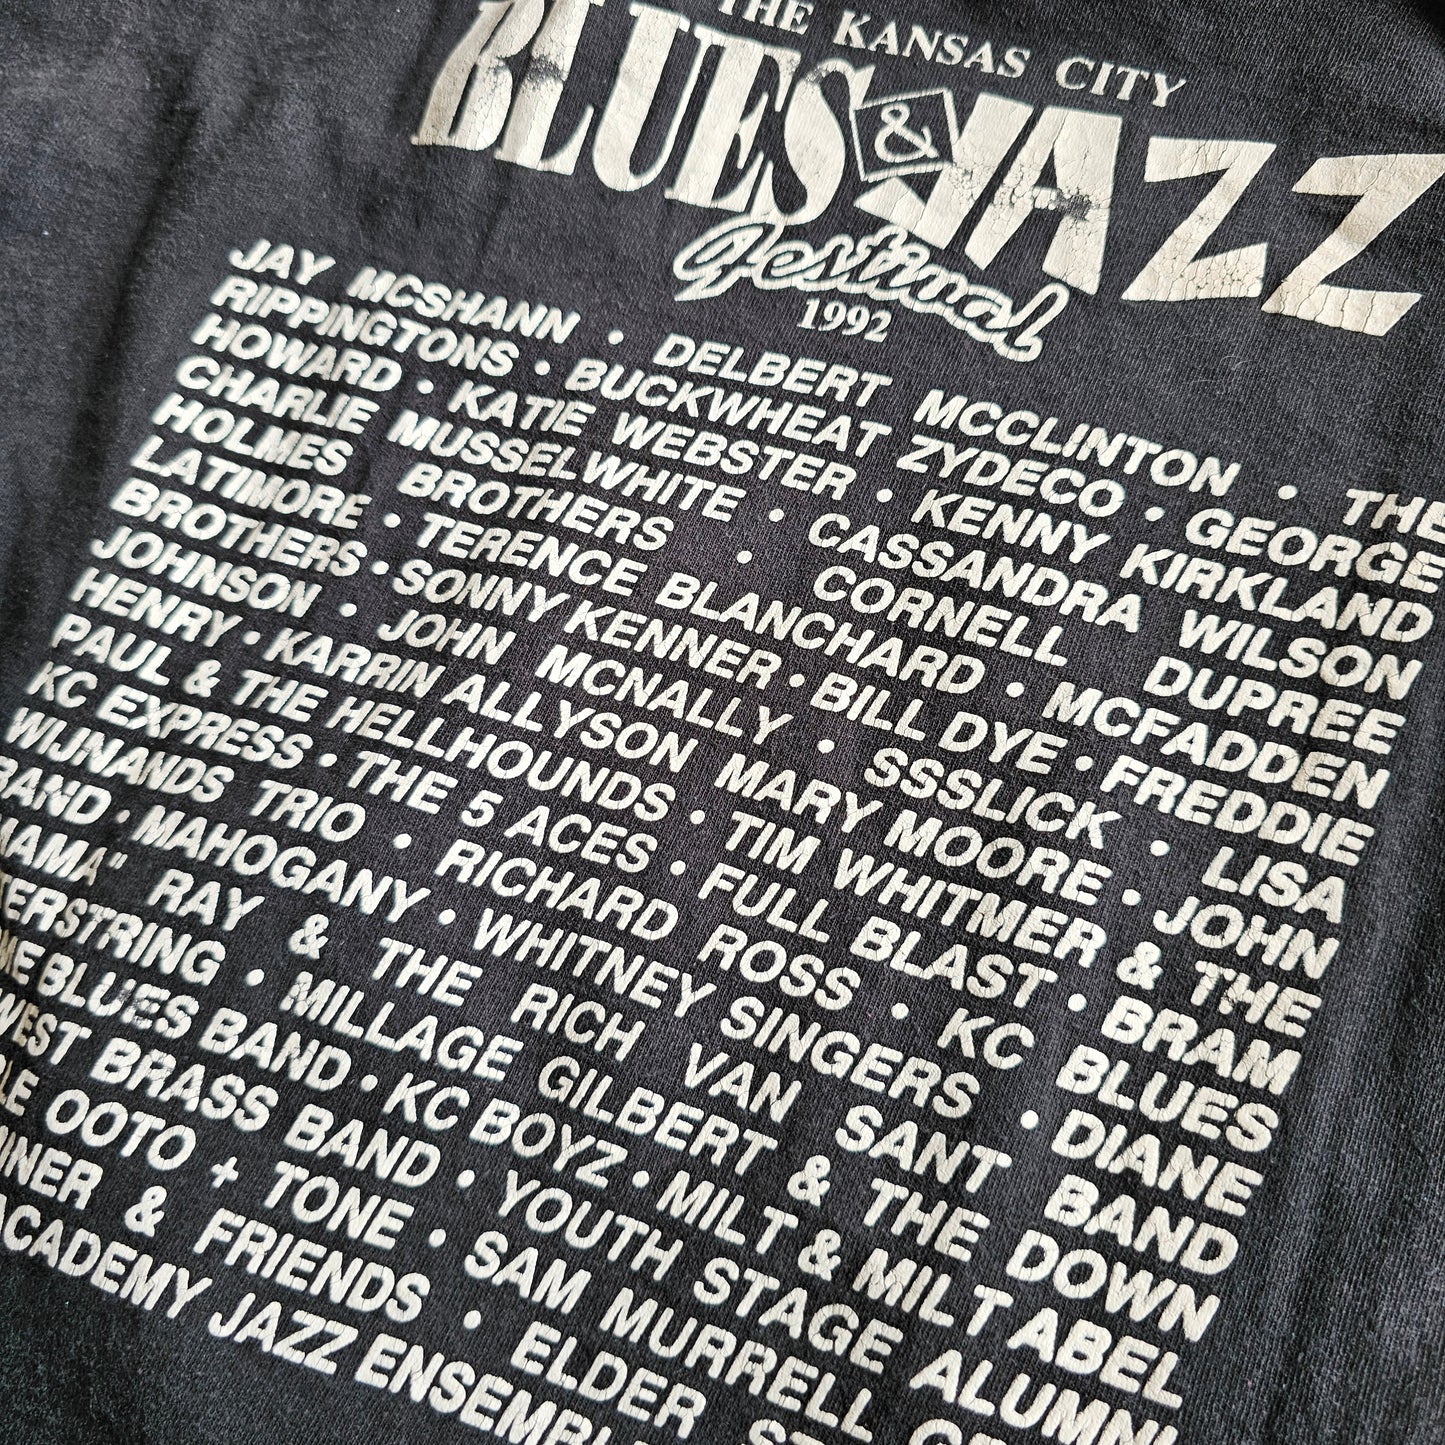 THE KANSAS CITY
BLUES & JAZZ
Festival
1992
JAY MCSHANN • DELBERT MCCLINTON • THE
RIPPINGTONS • BUCKWHEAT ZYDECO • GEORGE
HOWARD • KATIE WEBSTER • KENNY KIRKLAND
CHARLIE MUSSELWHITE • CASSANDRA WILSON
HOLMES BROTHERS • CORNELL DUPREE
LATIMORE • TERENCE BLANCHARD • MCFADDEN
BROTHERS • SONNY KENNER • BILL DYE • FREDDIE
JOHNSON • JOHN MCNALLY • SSSLICK • LISA
HENRY • KARRIN ALLYSON MARY MOORE • JOHN
PAUL & THE HELLHOUNDS • TIM WHITMER & THE
KC EXPRESS • THE 5 ACES • FULL BLAST • BRAM
WIJNANDS TRIO • RICHARD ROSS • KC BLUES
BAND • MAHOGANY • WHITNEY SINGERS • DIANE
MAMA" RAY & THE RICH VAN SANT BAND
• MILLAGE GILBERT & THE DOWN
BLUES BAND • KC BOYZ • MILT & MILT ABEL
WEST BRASS BAND • YOUTH STAGE ALUMNI
OOTO + TONE • SAM MURRELL
& FRIENDS • ELDER
ACADEMY JAZZ ENSEMBL